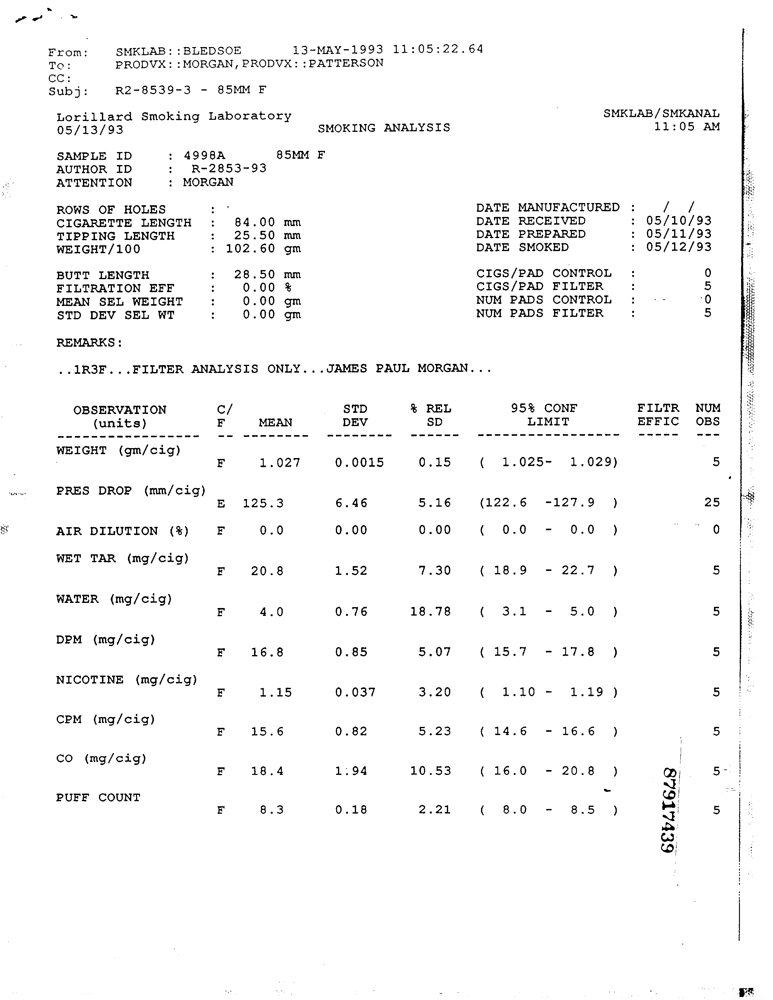 From: SMKLAB::BLEDSOE 13-MAY-1993 11:05:22.64
To: PRODVX::MORGAN,PRODVX::PATTERSON
CC:
Subj: R2-8539-3 - 85MM F
Lorillard Smoking Laboratory SMKLAB/SMKANAL
05/13/93 SMOKING ANALYSIS 11:05 AM
SAMPLE ID : 4998A 85MM F
AUTHOR ID : R-2853-93
ATTENTION : MORGAN
ROWS OF HOLES : DATE MANUFACTURED : / /
CIGARETTE LENGTH : 84.00 mm DATE RECEIVED : 05/10/93
TIPPING LENGTH : 25.50 mm DATE PREPARED : 05/11/93
WEIGHT/100 : 102.60 gm DATE SMOKED : 05/12/93
BUTT LENGTH : 28.50 mm CIGS/PAD CONTROL : 0
FILTRATION EFF : 0.00 % CIGS/PAD FILTER : 5
MEAN SEL WEIGHT : 0.00 gm NUM PADS CONTROL : 0
STD DEV SEL WT : 0.00 gm NUM PADS FILTER : 5
REMARKS:
..1R3F...FILTER ANALYSIS ONLY...JAMES PAUL MORGAN...
OBSERVATION C/ STD % REL 95% CONF FILTR NUM
(units) F MEAN DEV SD LIMIT EFFIC OBS
WEIGHT (gm/cig)
F 1.027 0.0015 0.15 ( 1.025- 1.029) 5
PRES DROP (mm/cig)
E 125.3 6.46 5.16 (122.6 -127.9 ) 25
AIR DILUTION (%) F 0.0 0.00 0.00 ( 0.0 - 0.0 ) 0
WET TAR (mg/cig)
F 20.8 1.52 7.30 ( 18.9 - 22.7 ) 5
WATER (mg/cig)
F 4.0 0.76 18.78 ( 3.1 - 5.0 ) 5
DPM (mg/cig)
F 16.8 0.85 5.07 ( 15.7 - 17.8 ) 5
NICOTINE (mg/cig)
F 1.15 0.037 3.20 ( 1.10 - 1.19 ) 5
CPM (mg/cig)
F 15.6 0.82 5.23 ( 14.6 - 16.6 ) 5
CO (mg/cig)
F 18.4 1.94 10.53 ( 16.0 - 20.8 ) 5
PUFF COUNT
F 8.3 0.18 2.21 ( 8.0 - 8.5 ) 5
87917439